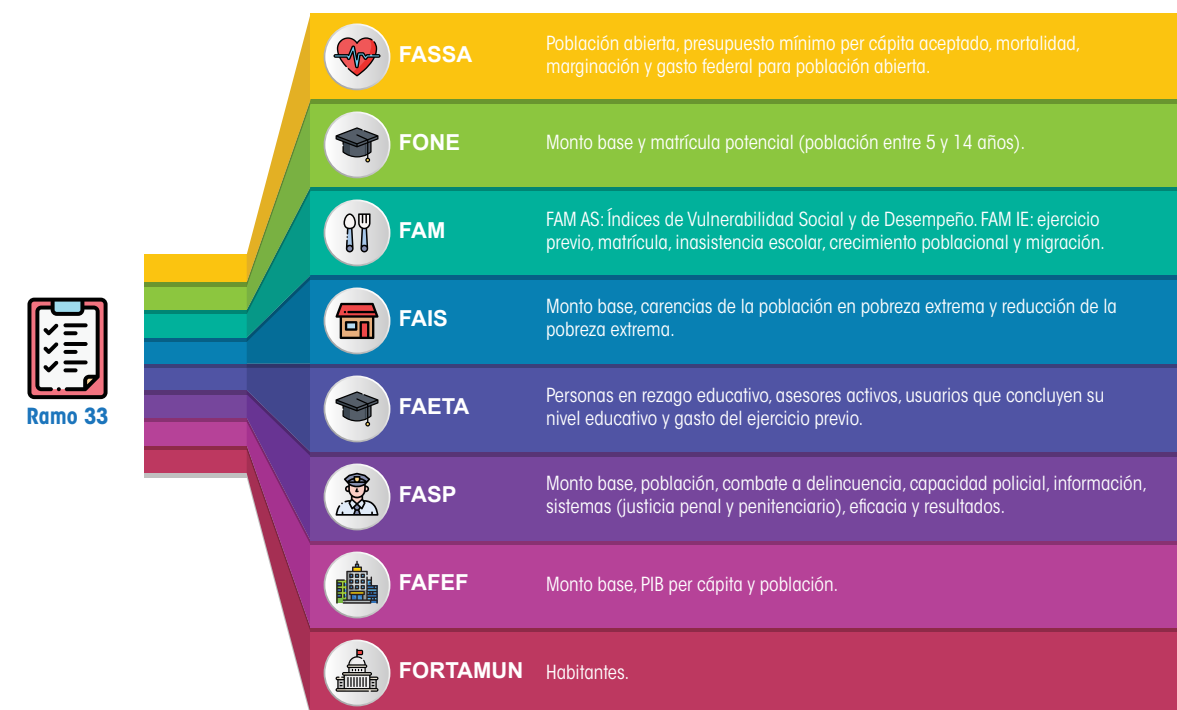 FASSA
Población abierta, presupuesto mínimo per cápita aceptado, mortalidad,
marginación y gasto federal para población abierta.
FONE
Monto base y matrícula potencial (población entre 5 y 14 años).
FAM
FAM AS: Índices de Vulnerabilidad Social y de Desempeño. FAM IE: ejercicio
previo, matrícula, inasistencia escolar, crecimiento poblacional y migración.
FAIS
Monto base, carencias de la población en pobreza extrema y reducción de la
pobreza extrema.
Ramo 33
FAETA
Personas en rezago educativo, asesores activos, usuarios que concluyen su
nivel educativo y gasto del ejercicio previo.
FASP
Monto base, población, combate a delincuencia, capacidad policial, información,
sistemas (justicia penal y penitenciario), eficacia y resultados.
FAFEF
Monto base, PIB per cápita y población.
FORTAMUN
Habitantes.